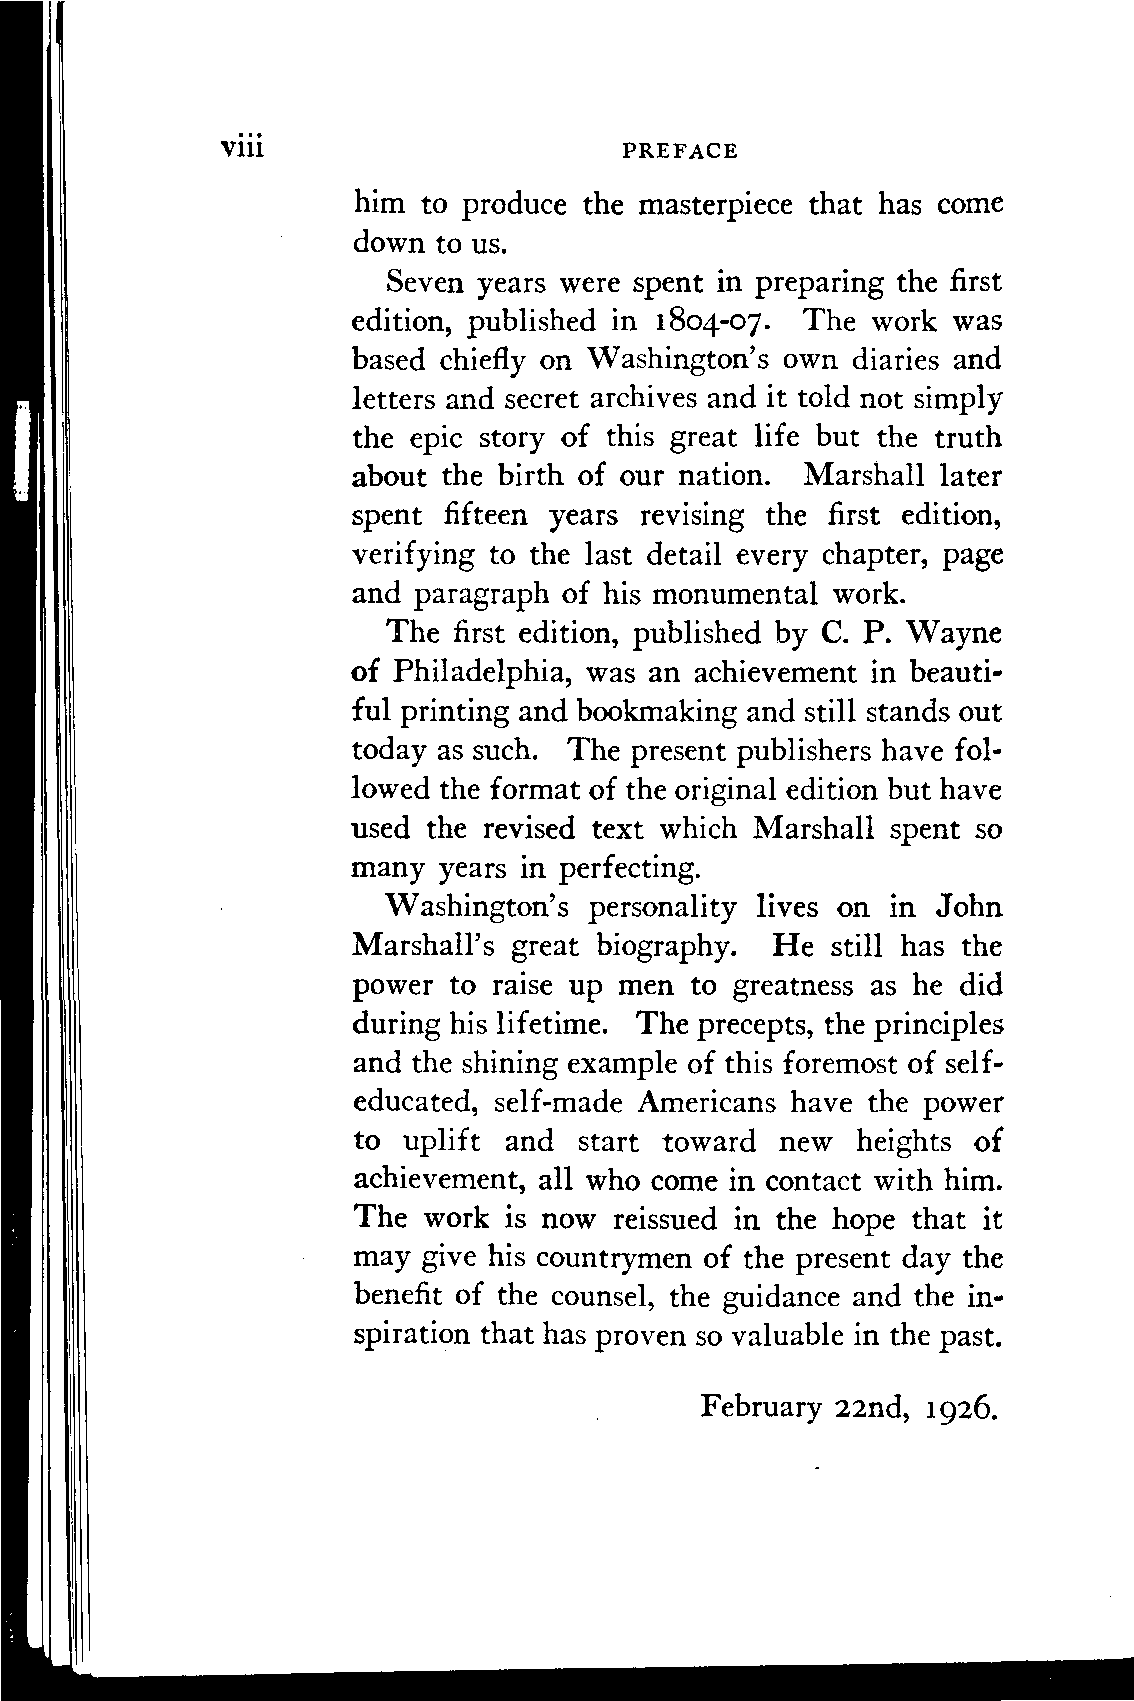 viii PREFACE
him to produce the masterpiece that has come
down to us.
Seven years were spent in preparing the first
edition, published in 1804-07. The work was
based chiefly on Washington's own diaries and
letters and secret archives and it told not simply
the epic story of this great life but the truth
about the birth of our nation. Marshall later
spent fifteen years revising the first edition,
verifying to the last detail every chapter, page
and paragraph of his monumental work.
The first edition, published by C. P. Wayne
of Philadelphia, was an achievement in beauti-
ful printing and bookmaking and still stands out
today as such. The present publishers have fol-
lowed the format of the original edition but have
used the revised text which Marshall spent so
many years in perfecting.
Washington's personality lives on in John
Marshall's great biography. He still has the
power to raise up men to greatness as he did
during his lifetime. The precepts, the principles
and the shining example of this foremost of self-
educated, self-made Americans have the power
to uplift and start toward new heights of
achievement, all who come in contact with him.
The work is now reissued in the hope that it
may give his countrymen of the present day the
benefit of the counsel, the guidance and the in-
spiration that has proven so valuable in the past.
February 22nd, 1926.